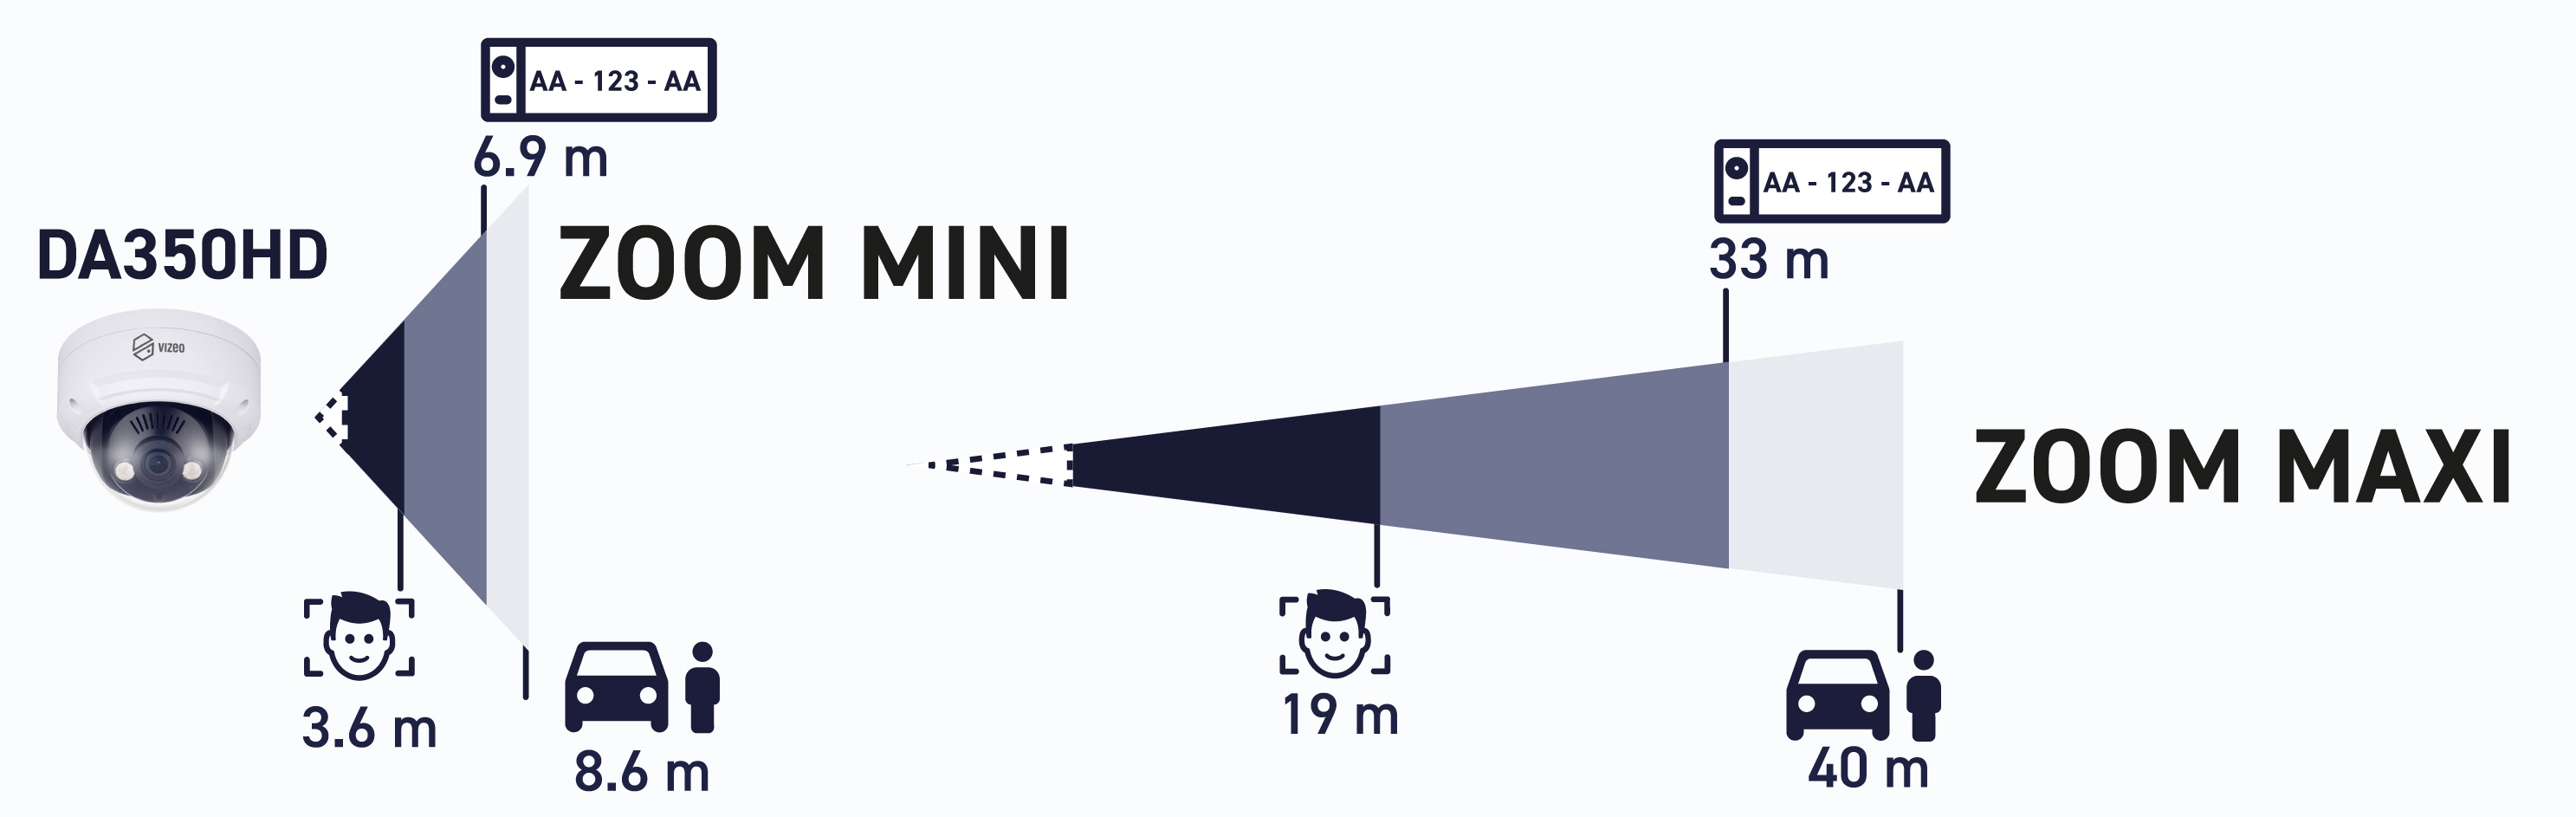 AA - 123 - AA
6.9 m
DA350HD
VIZEO
ZOOM MINI
3.6 m
8.6 m
AA - 123 - AA
33 m
ZOOM MAXI
19 m
40 m